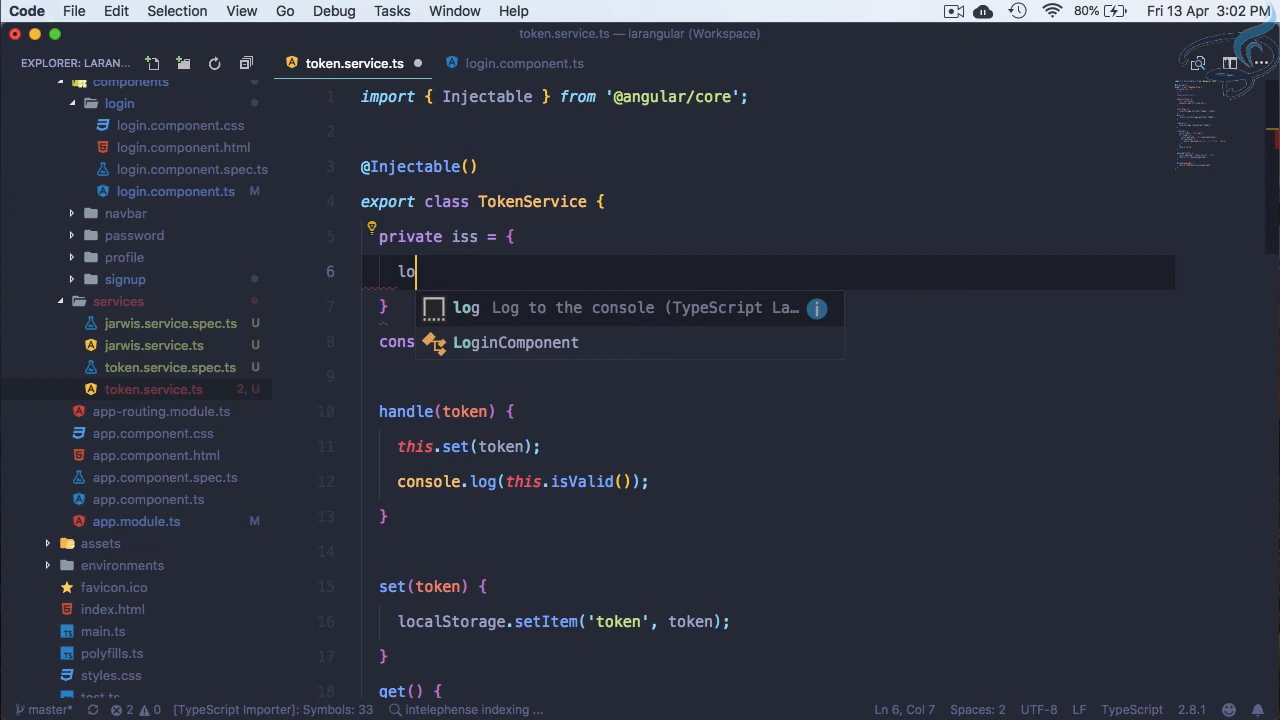 Code File Edit Selection View Go Debug Tasks Window Help 80% Fri 13 Apr 3:02 PM
token.service.ts — larangular (Workspace)
EXPLORER: LARAN... token.service.ts login.component.ts
components
login
login.component.css
login.component.html
login.component.spec.ts
login.component.ts M
navbar
password
profile
signup
services
jarwis.service.spec.ts U
jarwis.service.ts U
token.service.spec.ts U
token.service.ts 2, U
app-routing.module.ts
app.component.css
app.component.html
app.component.spec.ts
app.component.ts
app.module.ts M
assets
environments
favicon.ico
index.html
main.ts
polyfills.ts
styles.css
test.ts
1 import { Injectable } from '@angular/core';
2
3 @Injectable()
4 export class TokenService {
5 private iss = {
6 lo
log Log to the console (TypeScript La...
LoginComponent
7 }
8 cons
9
10 handle(token) {
11 this.set(token);
12 console.log(this.isValid());
13 }
14
15 set(token) {
16 localStorage.setItem('token', token);
17 }
18 get() {
master* 2 0 [TypeScript Importer]: Symbols: 33 intelephense indexing ... Ln 6, Col 7 Spaces: 2 UTF-8 LF TypeScript 2.8.1